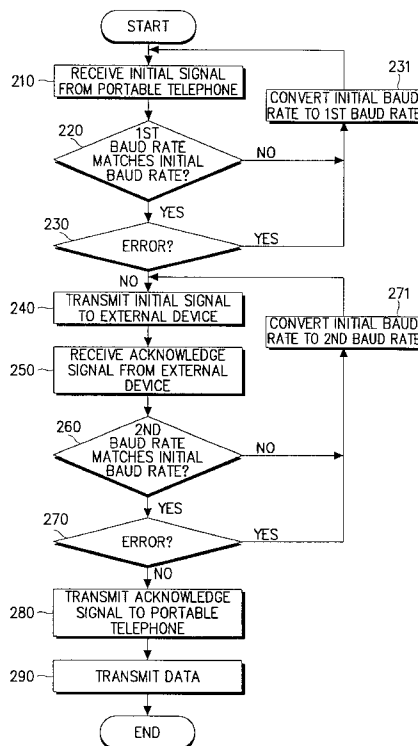 START
210
RECEIVE INITIAL SIGNAL
FROM PORTABLE TELEPHONE
231
CONVERT INITIAL BAUD
RATE TO 1ST BAUD RATE
220
1ST
BAUD RATE
MATCHES INITIAL
BAUD RATE?
NO
YES
230
ERROR?
YES
NO
240
TRANSMIT INITIAL SIGNAL
TO EXTERNAL DEVICE
271
CONVERT INITIAL BAUD
RATE TO 2ND BAUD RATE
250
RECEIVE ACKNOWLEDGE
SIGNAL FROM EXTERNAL
DEVICE
260
2ND
BAUD RATE
MATCHES INITIAL
BAUD RATE?
NO
YES
270
ERROR?
YES
NO
280
TRANSMIT ACKNOWLEDGE
SIGNAL TO PORTABLE
TELEPHONE
290
TRANSMIT DATA
END